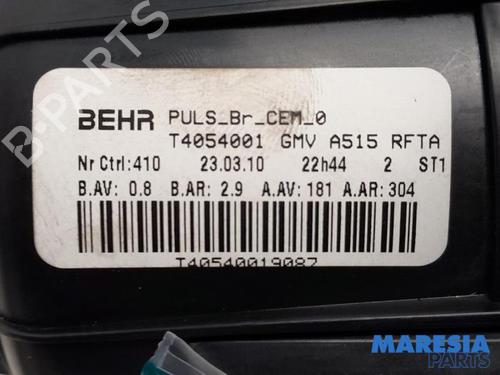 BEHR PULS_Br_CEM_0
T4054001 GMV A515 RFTA
Nr Ctrl:410 23.03.10 22h44 2 ST1
B.AV: 0.8 B.AR: 2.9 A.AV: 181 A.AR: 304
T40540019087
MARESIA
PARTS